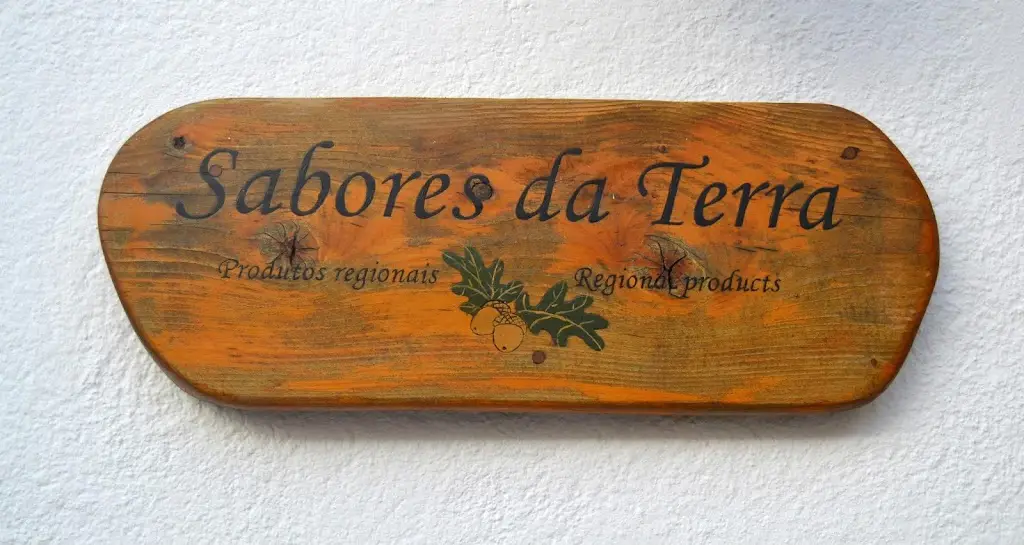 Sabores da Terra
Produtos regionais
Regional products